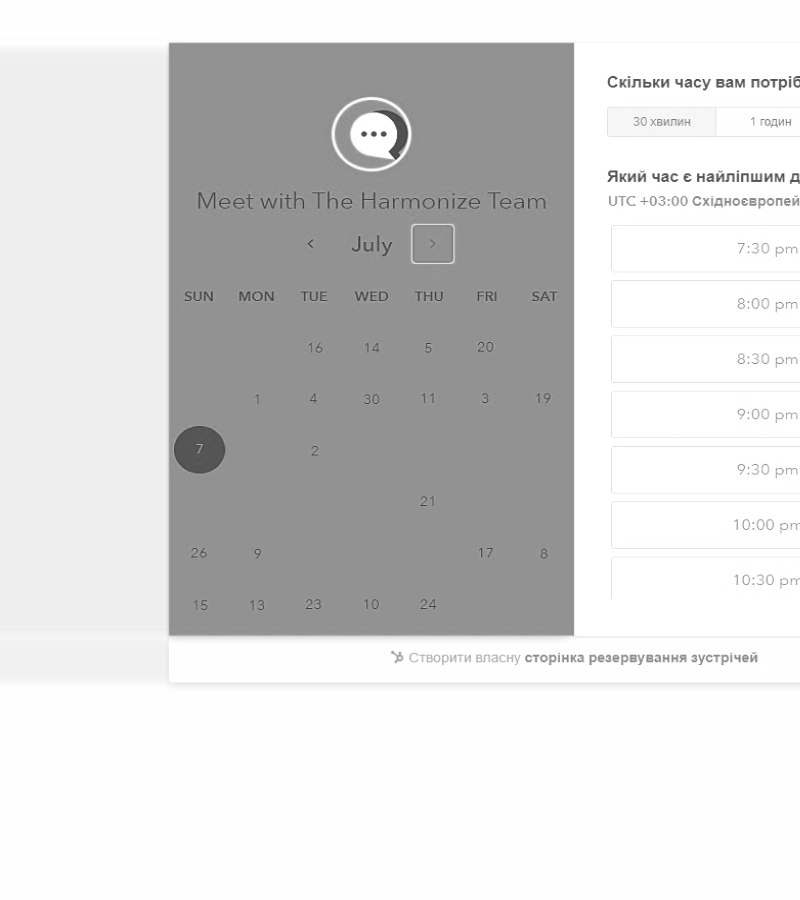 Meet with The Harmonize Team
July
SUN MON TUE WED THU FRI SAT
16 14 5 20
1 4 30 11 3 19
7 2
21
26 9 17 8
15 13 23 10 24
Скільки часу вам потріб
30 хвилин 1 годин
Який час є найліпшим д
UTC +03:00 Східноєвропей
7:30 pm
8:00 pm
8:30 pm
9:00 pm
9:30 pm
10:00 pm
10:30 pm
Створити власну сторінка резервування зустрічей